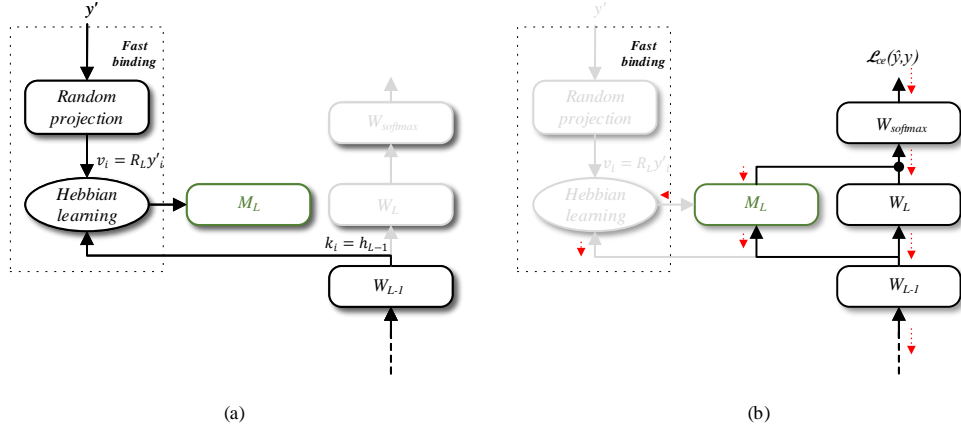 y'
Fast
binding
Random
projection
v_i = R_L y'_i
Hebbian
learning
M_L
W_softmax
W_L
k_i = h_{L-1}
W_{L-1}
(a)
y'
Fast
binding
Random
projection
v_i = R_L y'_i
Hebbian
learning
M_L
ℒ_ce(ŷ,y)
W_softmax
W_L
W_{L-1}
(b)